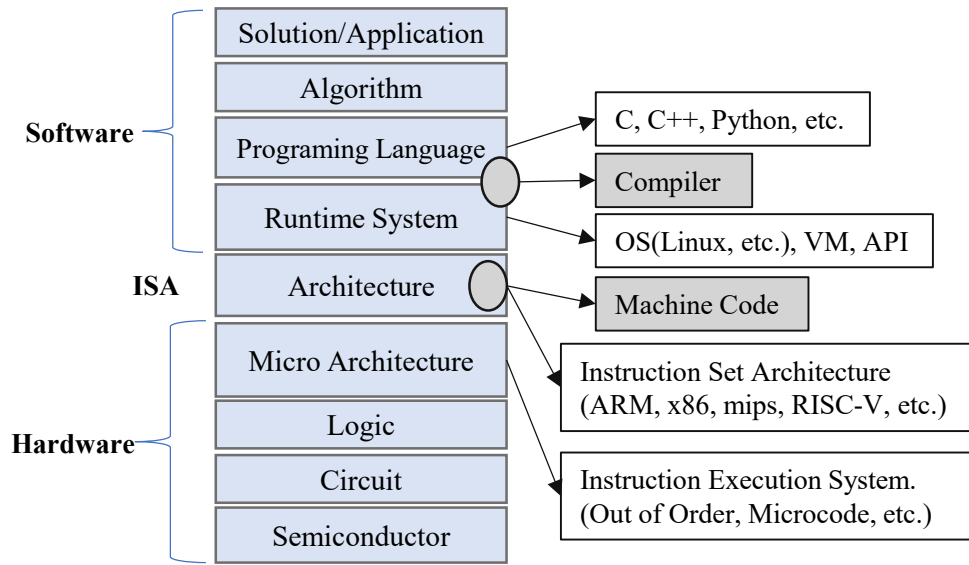 Solution/Application
Algorithm
Software
Programing Language
C, C++, Python, etc.
Compiler
Runtime System
OS(Linux, etc.), VM, API
ISA
Architecture
Machine Code
Micro Architecture
Instruction Set Architecture
(ARM, x86, mips, RISC-V, etc.)
Logic
Hardware
Circuit
Instruction Execution System.
(Out of Order, Microcode, etc.)
Semiconductor